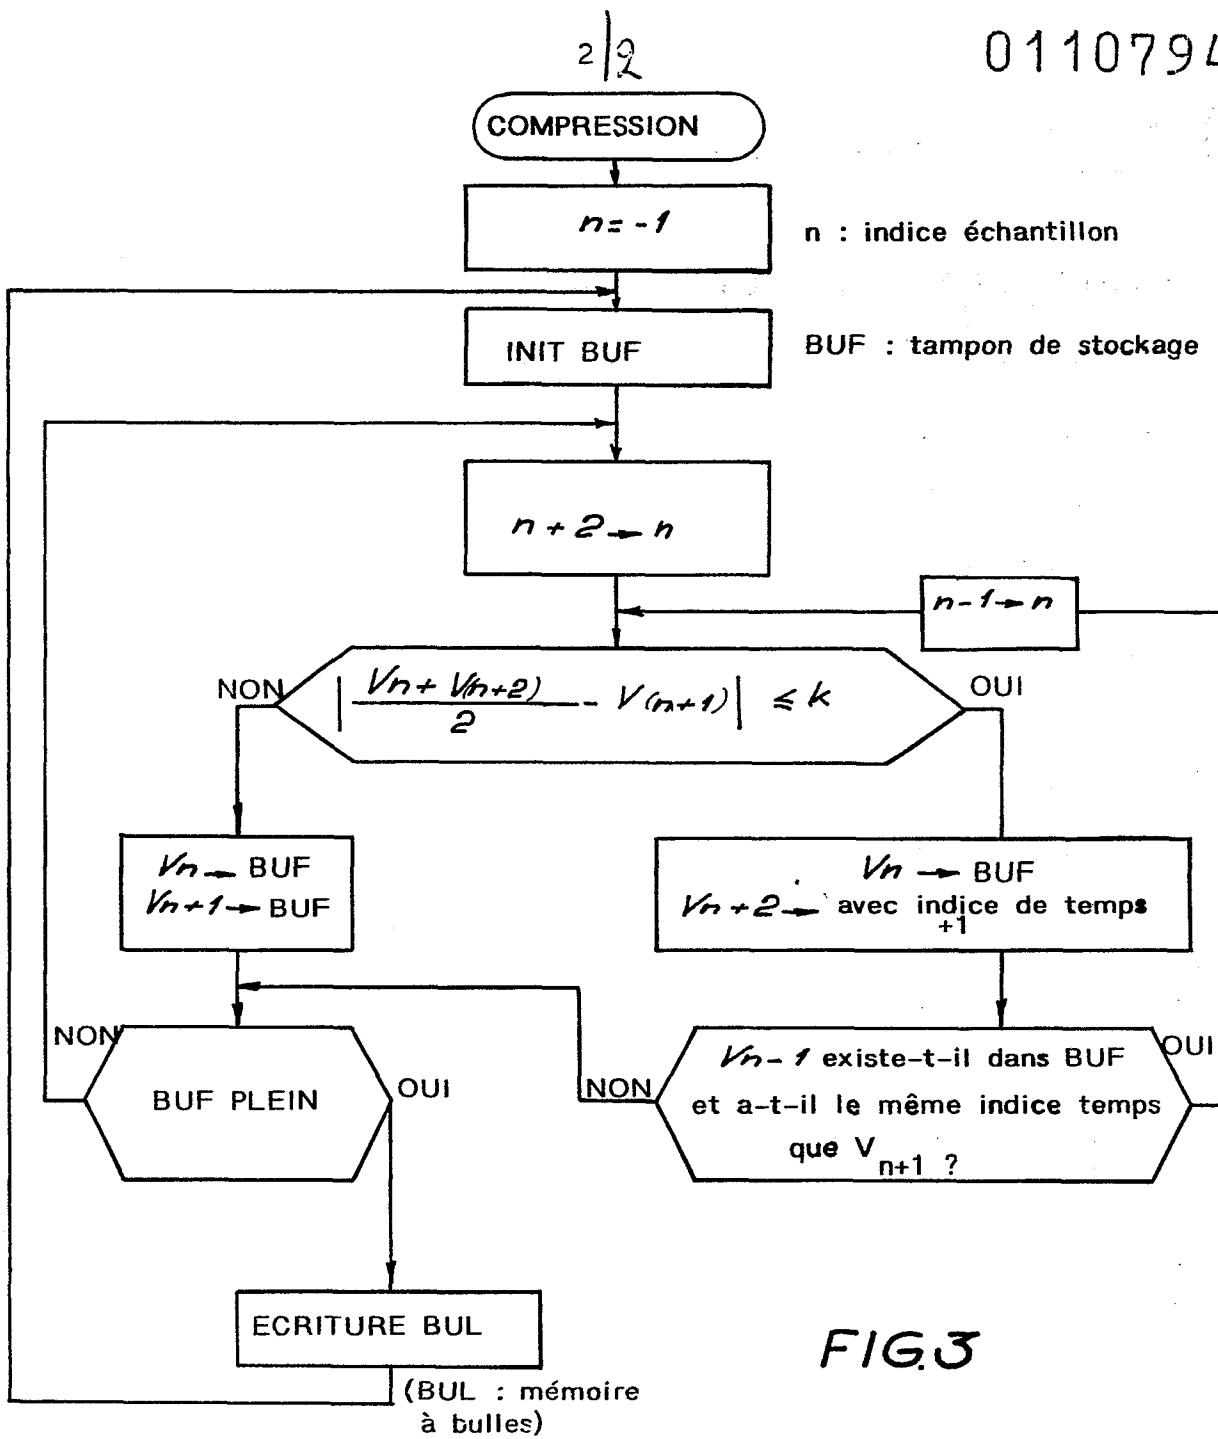 2/2
011079
COMPRESSION
n = -1
n : indice échantillon
INIT BUF
BUF : tampon de stockage
n + 2 → n
n - 1 → n
NON
| (Vn + V(n+2))/2 - V(n+1) | ≤ k
OUI
Vn → BUF
Vn+1 → BUF
Vn → BUF
Vn+2 → avec indice de temps
+1
NON
BUF PLEIN
OUI
NON
Vn-1 existe-t-il dans BUF
et a-t-il le même indice temps
que Vn+1 ?
OUI
ECRITURE BUL
(BUL : mémoire
à bulles)
FIG.3